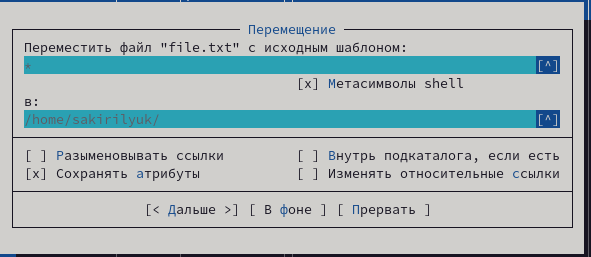 Перемещение
Переместить файл "file.txt" с исходным шаблоном:
* [^]
[x] Метасимволы shell
в:
/home/sakirilyuk/ [^]
[ ] Разыменовывать ссылки [ ] Внутрь подкаталога, если есть
[x] Сохранять атрибуты [ ] Изменять относительные ссылки
[< Дальше >] [ В фоне ] [ Прервать ]